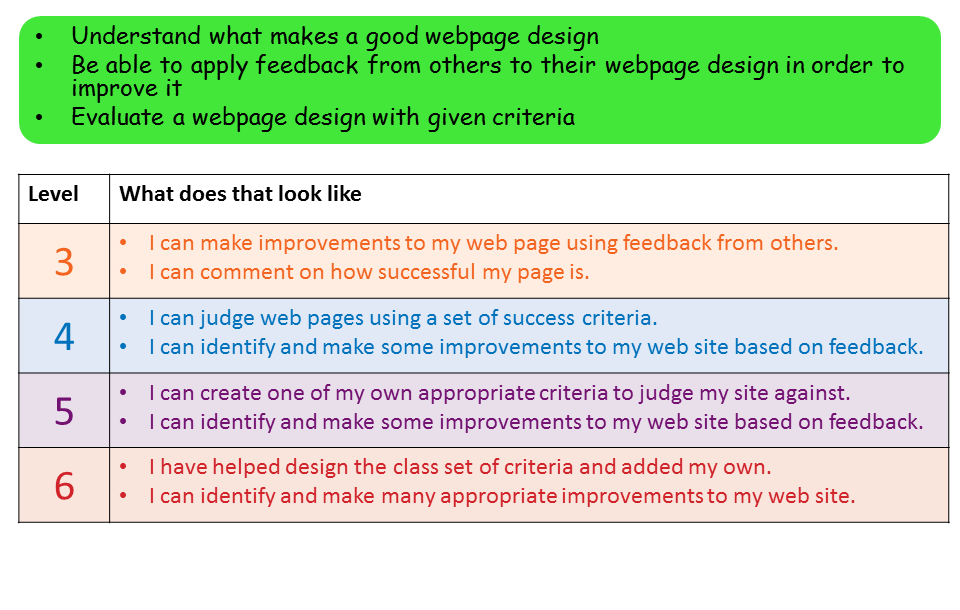 • Understand what makes a good webpage design
• Be able to apply feedback from others to their webpage design in order to
improve it
• Evaluate a webpage design with given criteria
Level What does that look like
3
• I can make improvements to my web page using feedback from others.
• I can comment on how successful my page is.
4
• I can judge web pages using a set of success criteria.
• I can identify and make some improvements to my web site based on feedback.
5
• I can create one of my own appropriate criteria to judge my site against.
• I can identify and make some improvements to my web site based on feedback.
6
• I have helped design the class set of criteria and added my own.
• I can identify and make many appropriate improvements to my web site.